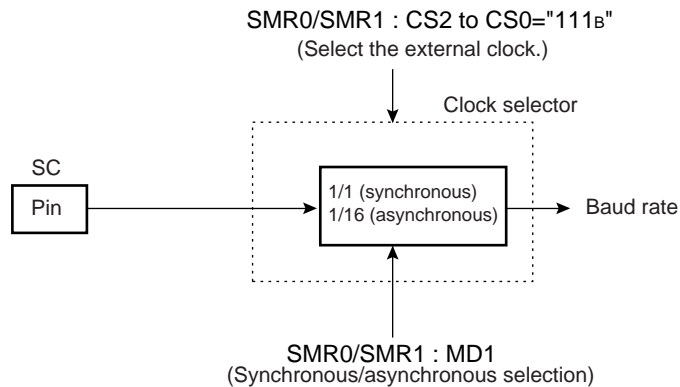 SMR0/SMR1 : CS2 to CS0="111B"
(Select the external clock.)
Clock selector
SC
Pin
1/1 (synchronous)
1/16 (asynchronous)
Baud rate
SMR0/SMR1 : MD1
(Synchronous/asynchronous selection)